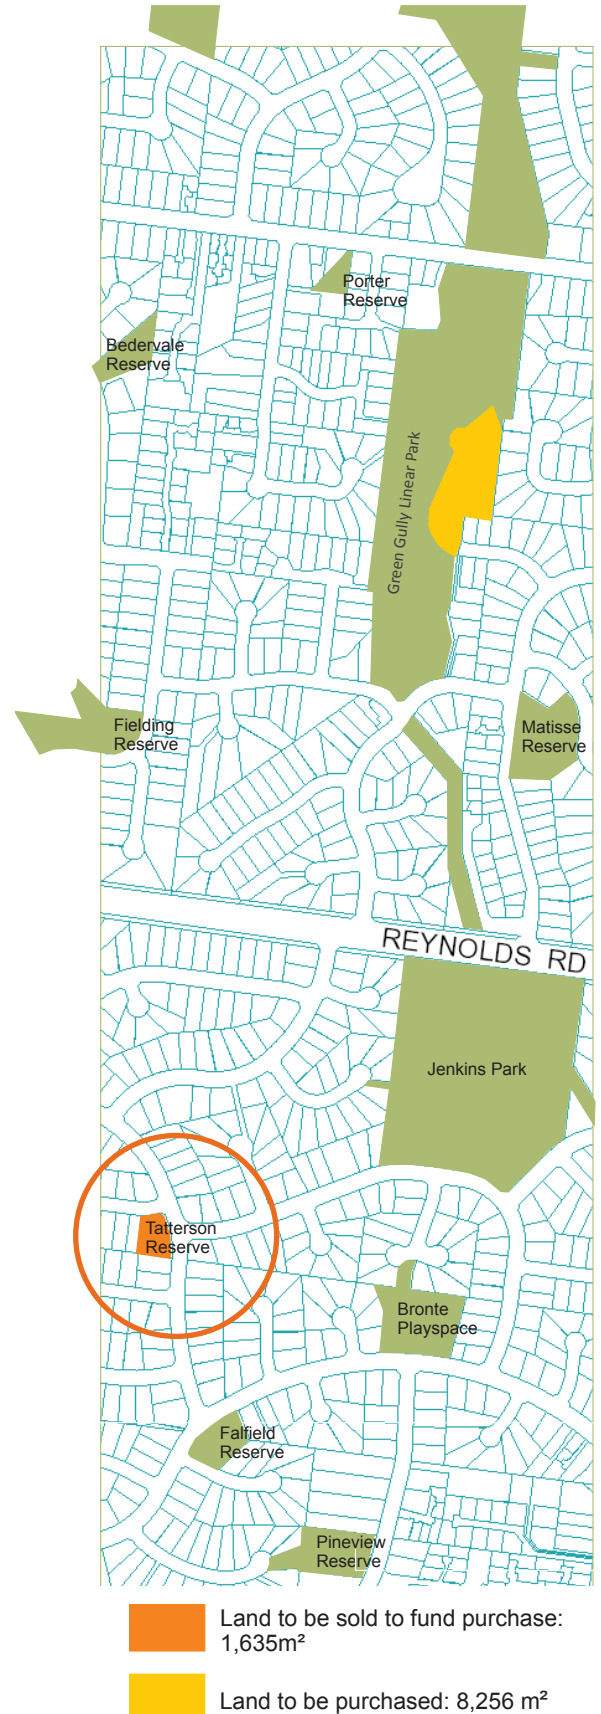 Porter
Reserve
Bedervale
Reserve
Green Gully Linear Park
Fielding
Reserve
Matisse
Reserve
REYNOLDS RD
Jenkins Park
Tatterson
Reserve
Bronte
Playspace
Falfield
Reserve
Pineview
Reserve
Land to be sold to fund purchase:
1,635m²
Land to be purchased: 8,256 m²